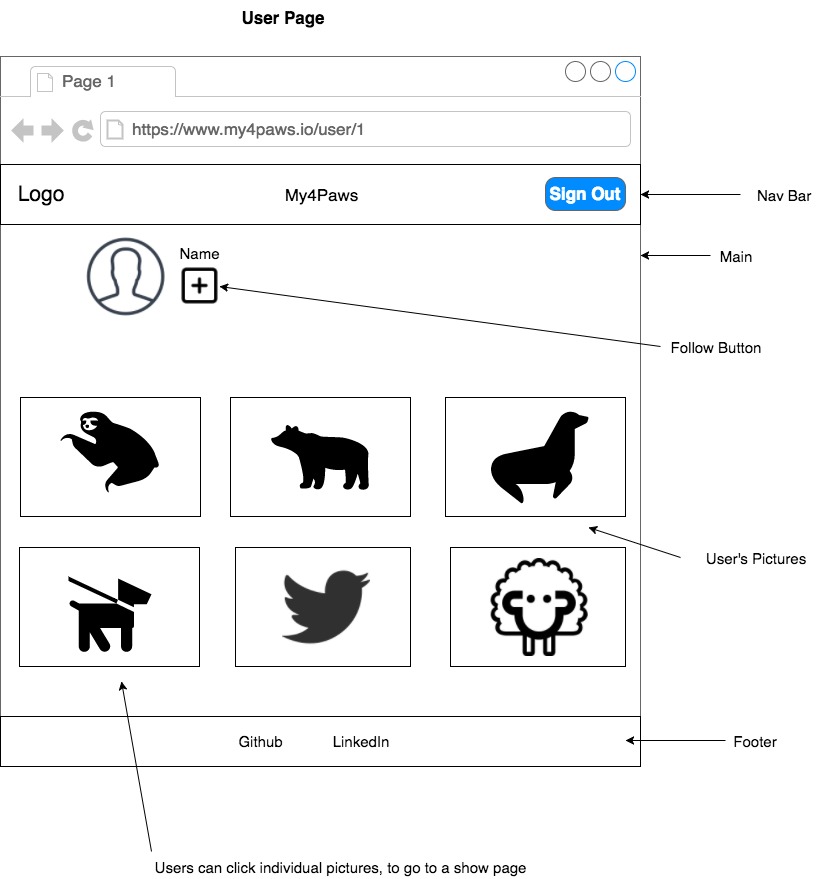 User Page
Page 1
https://www.my4paws.io/user/1
Logo
My4Paws
Sign Out
Nav Bar
Name
Main
Follow Button
User's Pictures
Github
LinkedIn
Footer
Users can click individual pictures, to go to a show page